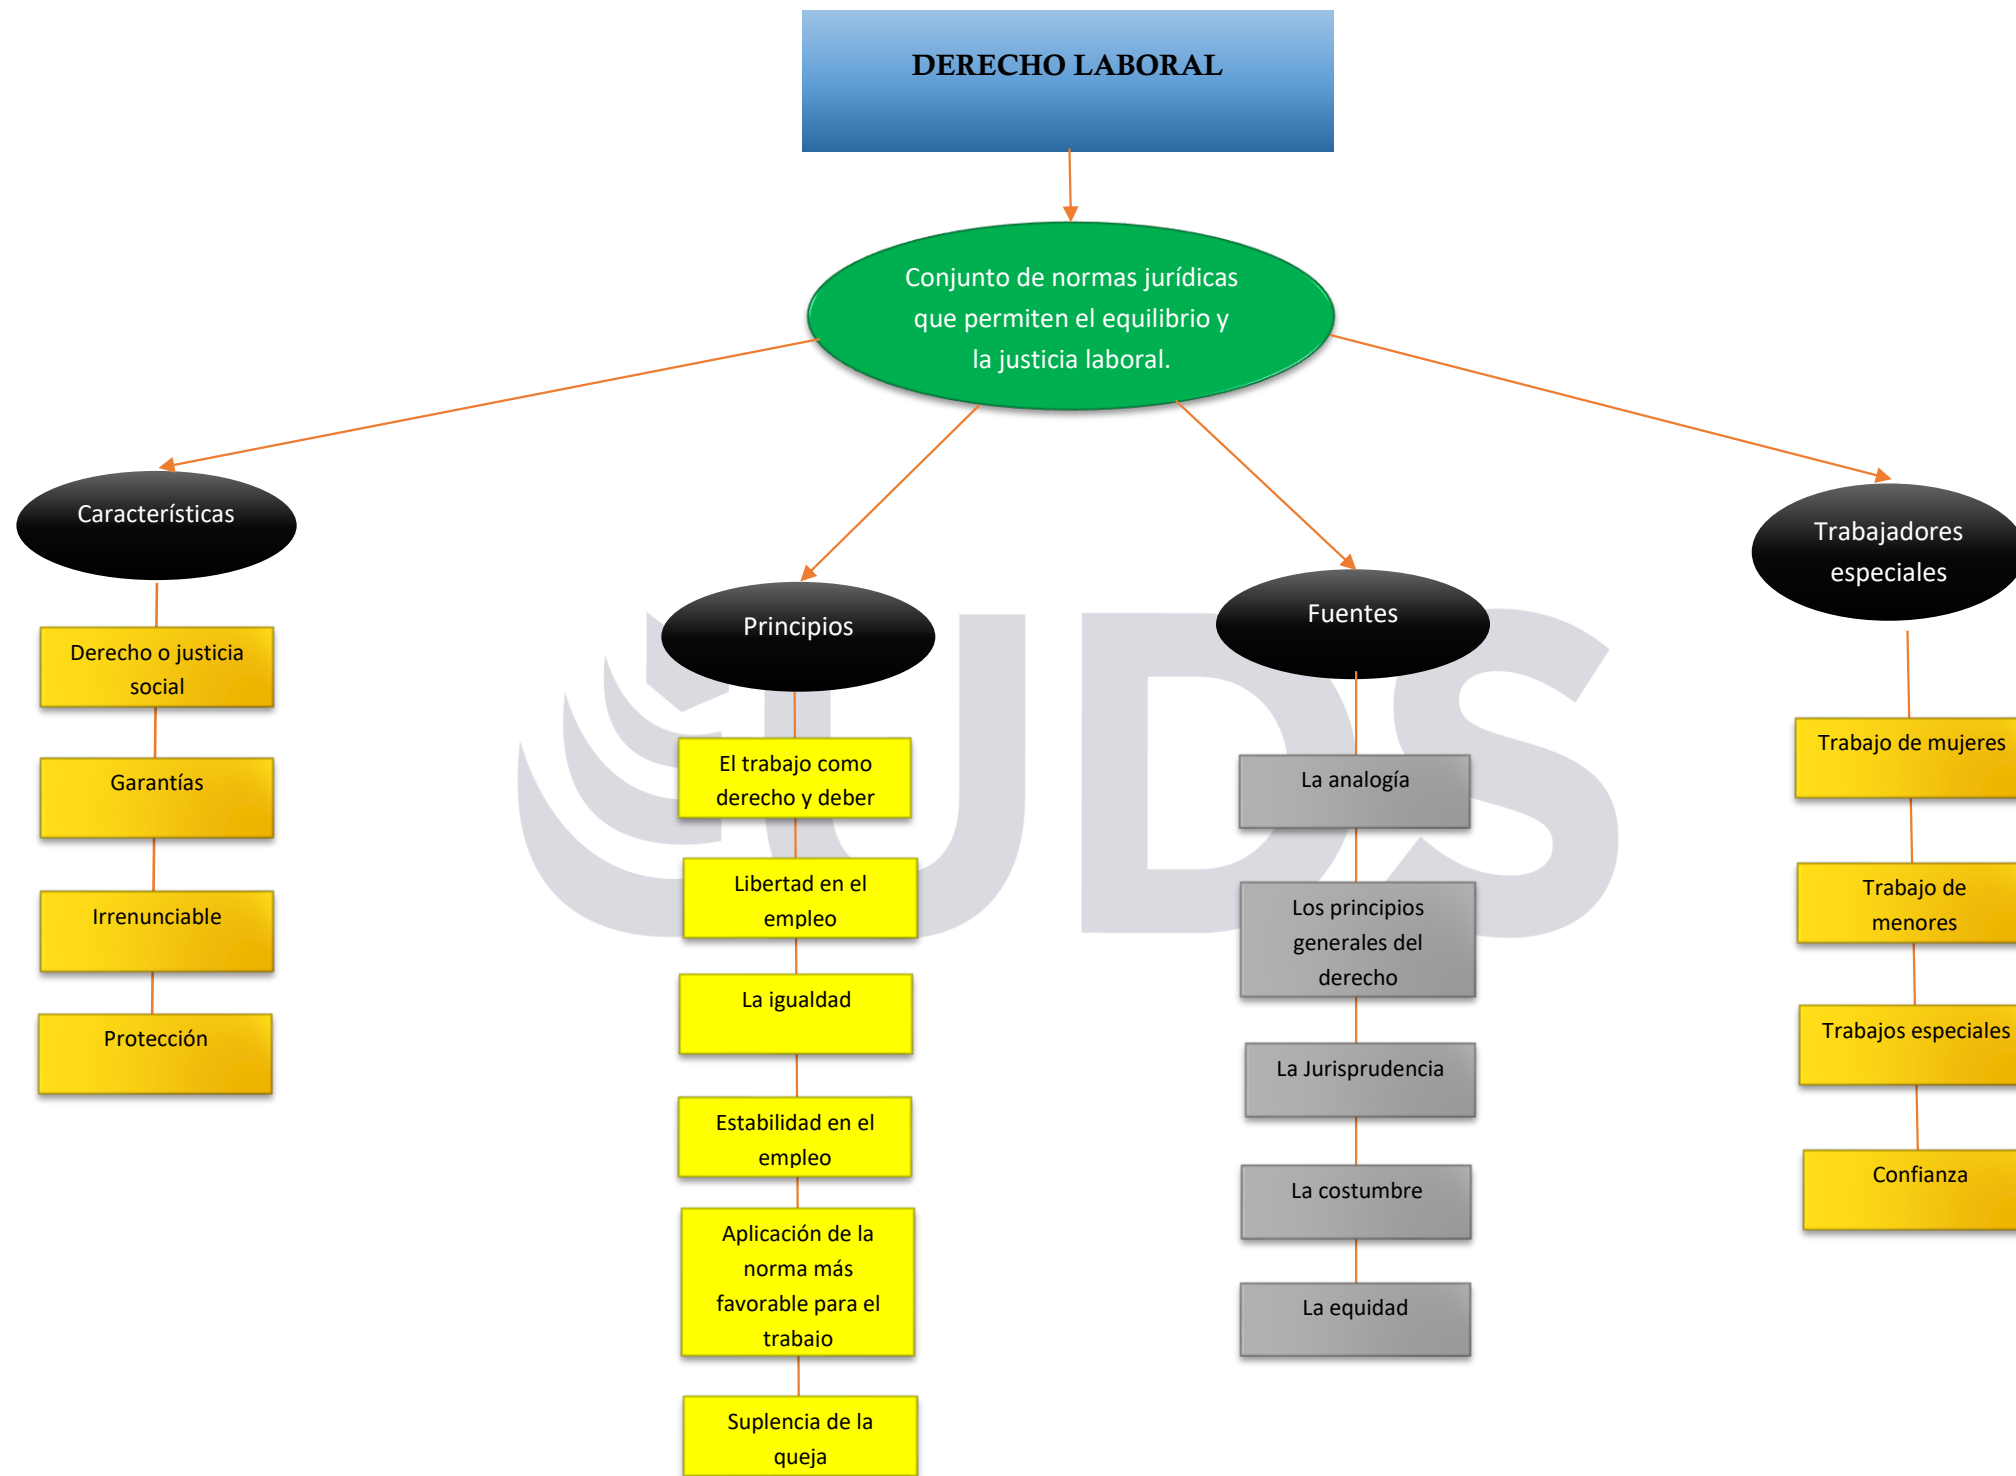 DERECHO LABORAL
Conjunto de normas jurídicas
que permiten el equilibrio y
la justicia laboral.
Características
Derecho o justicia
social
Garantías
Irrenunciable
Protección
Principios
El trabajo como
derecho y deber
Libertad en el
empleo
La igualdad
Estabilidad en el
empleo
Aplicación de la
norma más
favorable para el
trabajo
Suplencia de la
queja
Fuentes
La analogía
Los principios
generales del
derecho
La Jurisprudencia
La costumbre
La equidad
Trabajadores
especiales
Trabajo de mujeres
Trabajo de
menores
Trabajos especiales
Confianza
UDS